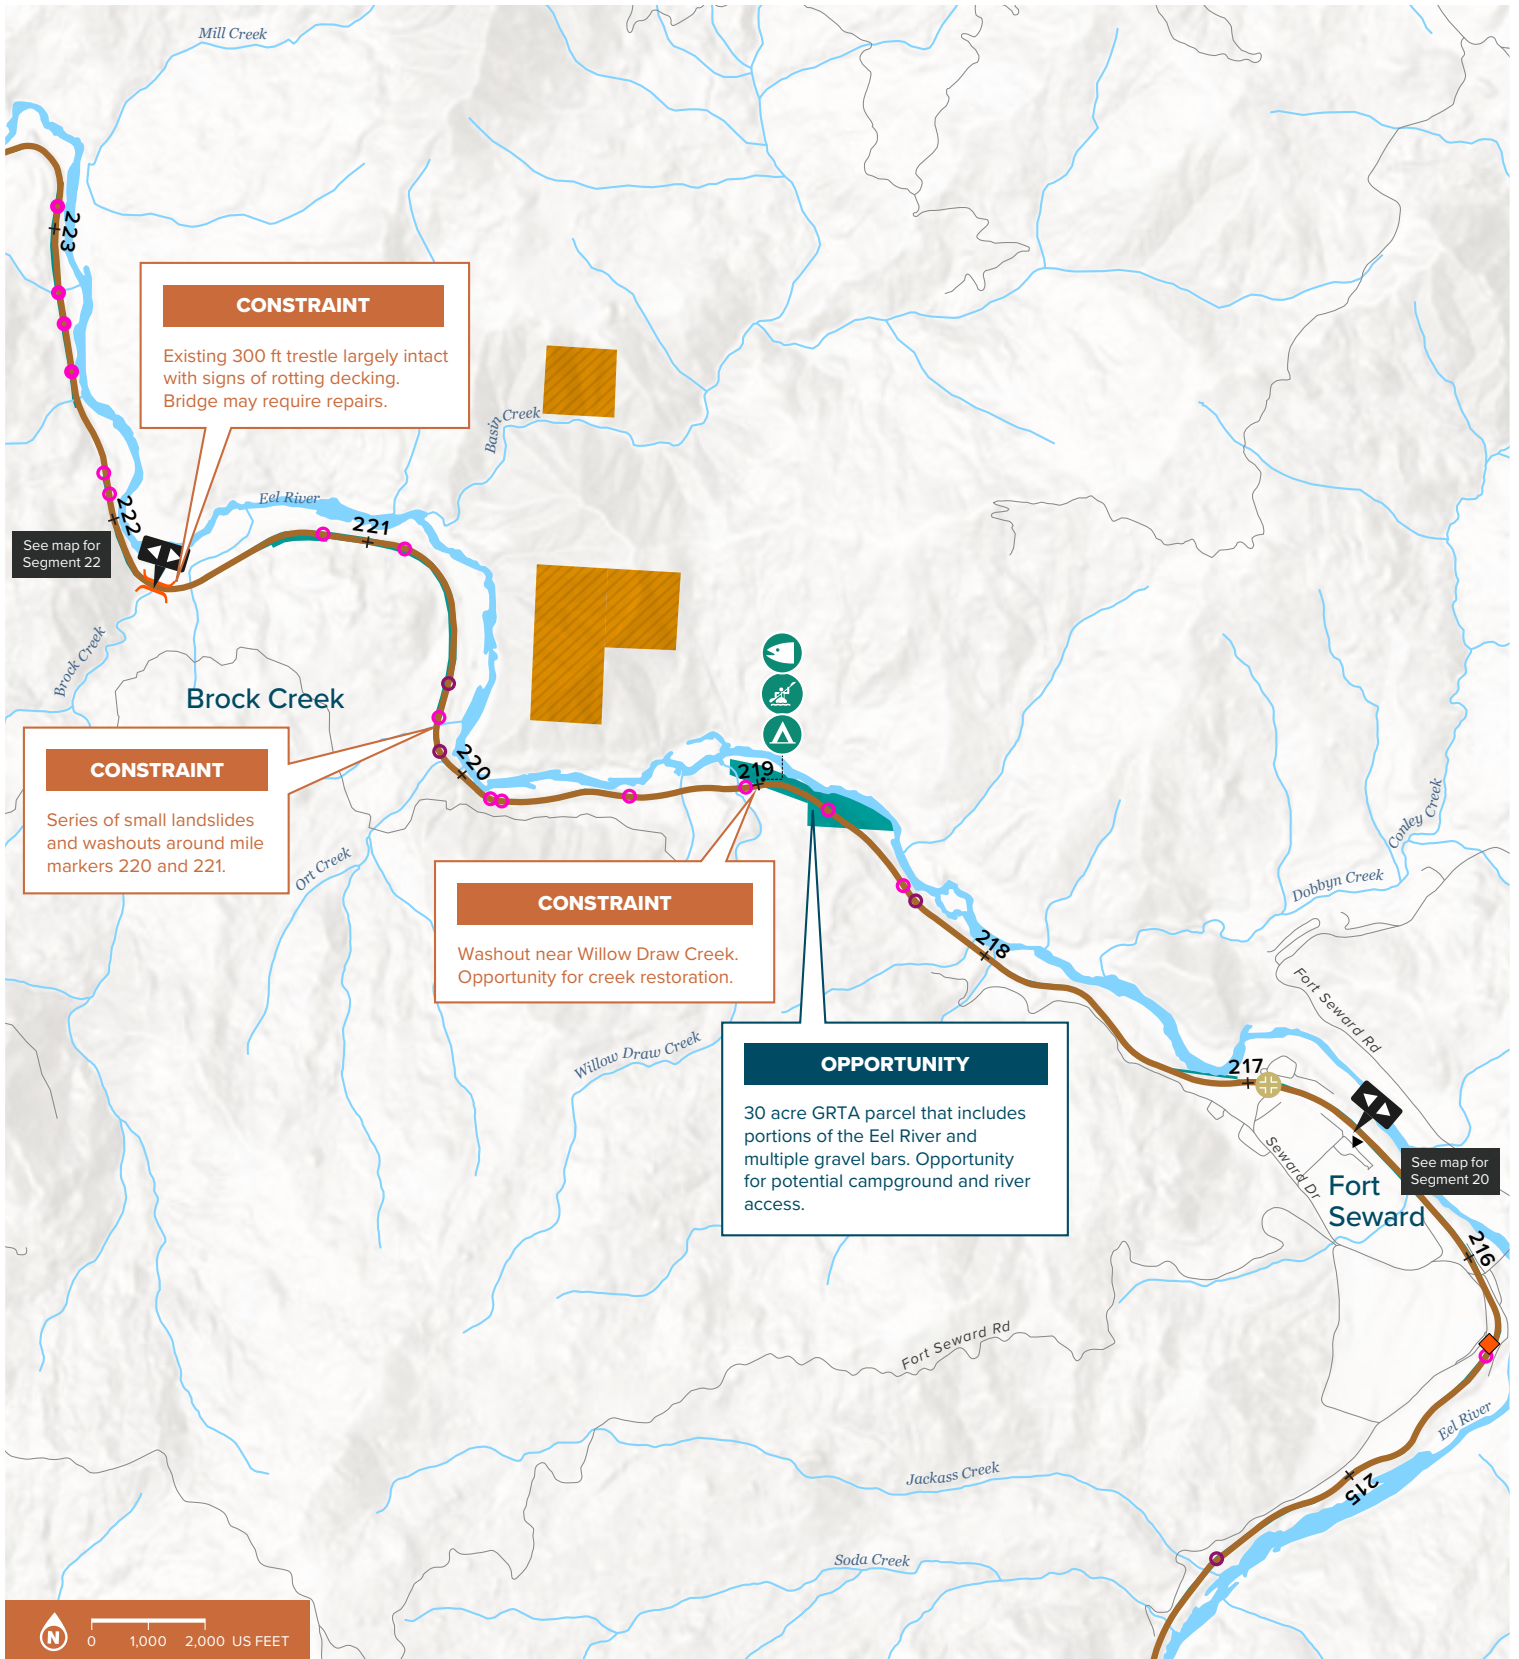 Mill Creek
223
CONSTRAINT
Existing 300 ft trestle largely intact
with signs of rotting decking.
Bridge may require repairs.
Basin Creek
Eel River
222
221
See map for
Segment 22
Brock Creek
Brock Creek
CONSTRAINT
Series of small landslides
and washouts around mile
markers 220 and 221.
220
219
Ort Creek
Conley Creek
Dobbyn Creek
CONSTRAINT
Washout near Willow Draw Creek.
Opportunity for creek restoration.
218
Fort Seward Rd
Willow Draw Creek
OPPORTUNITY
30 acre GRTA parcel that includes
portions of the Eel River and
multiple gravel bars. Opportunity
for potential campground and river
access.
217
Seward Dr
See map for
Segment 20
Fort
Seward
216
Fort Seward Rd
Eel River
Jackass Creek
215
Soda Creek
N
0 1,000 2,000 US FEET